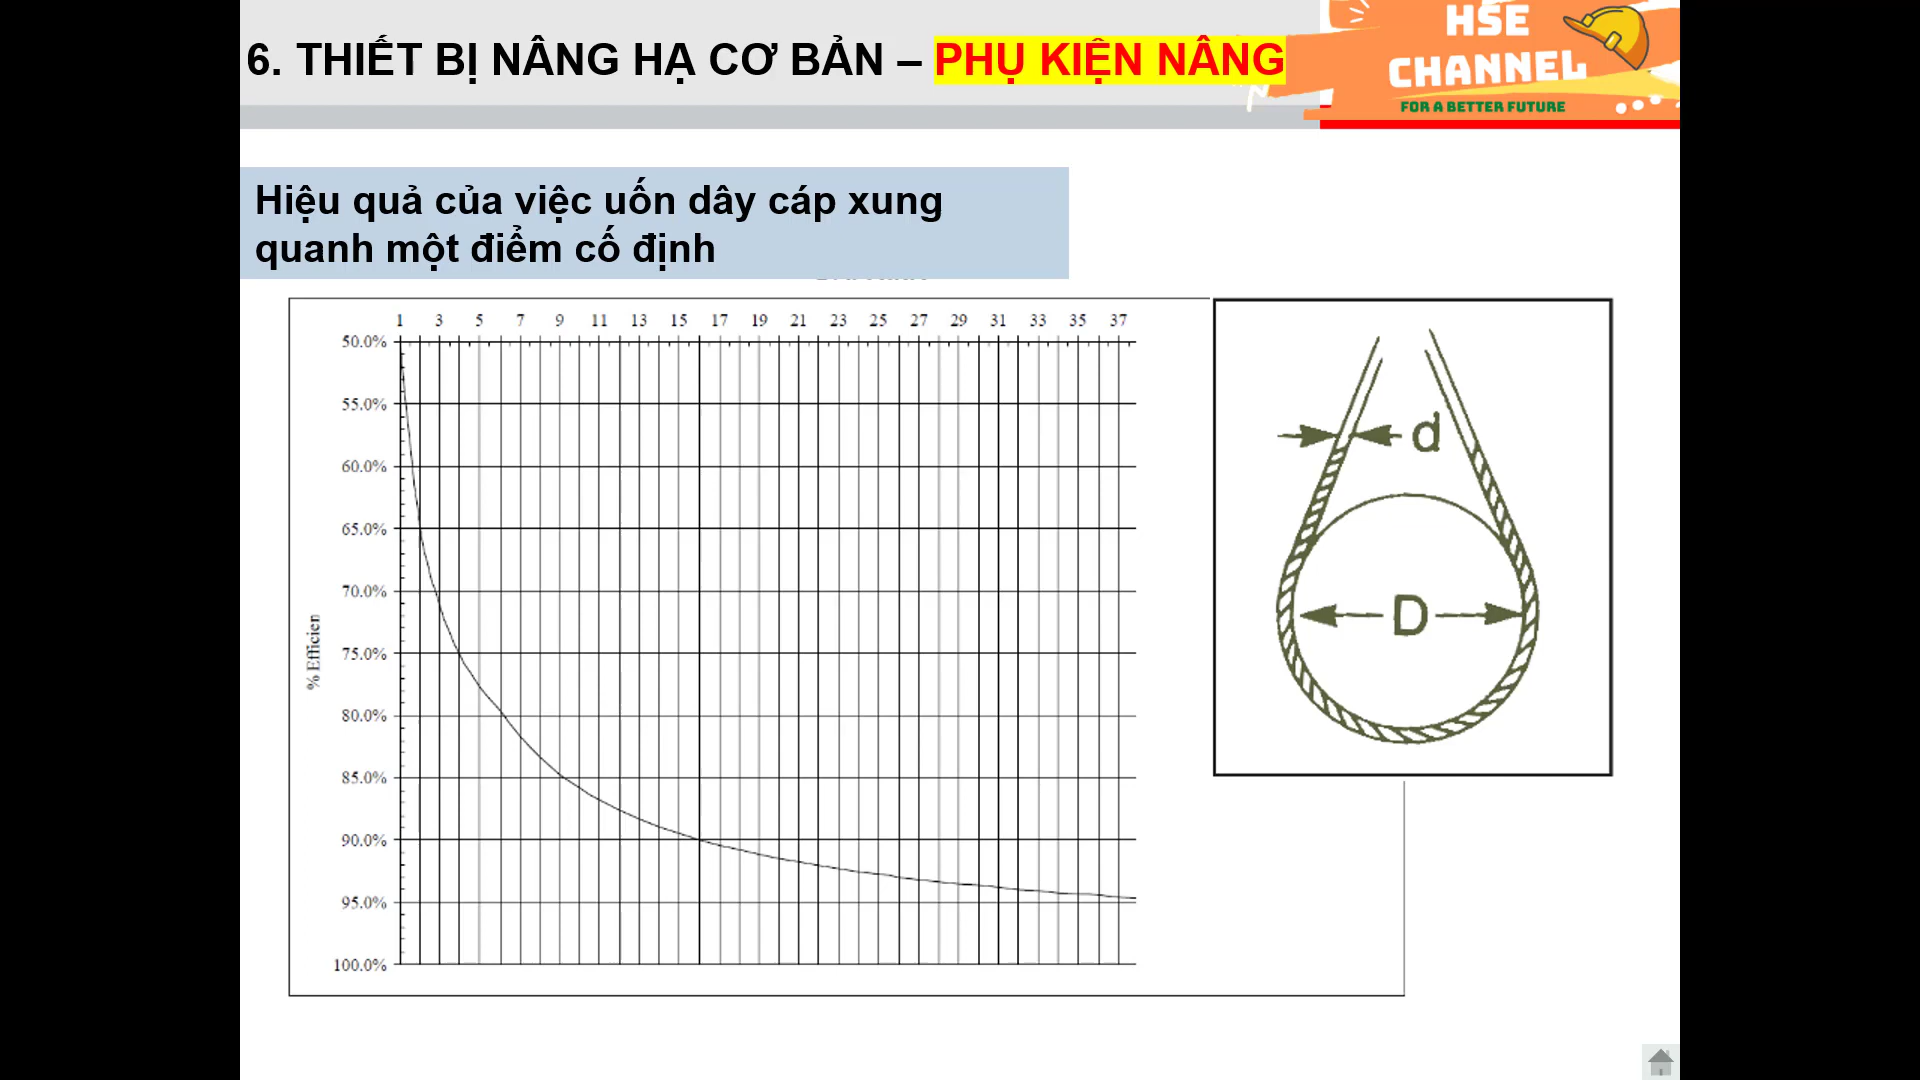 6. THIẾT BỊ NÂNG HẠ CƠ BẢN – PHỤ KIỆN NÂNG
HSE
CHANNEL
FOR A BETTER FUTURE
Hiệu quả của việc uốn dây cáp xung
quanh một điểm cố định
1 3 5 7 9 11 13 15 17 19 21 23 25 27 29 31 33 35 37
50.0%
55.0%
60.0%
65.0%
70.0%
75.0%
80.0%
85.0%
90.0%
95.0%
100.0%
% Efficien
d
D